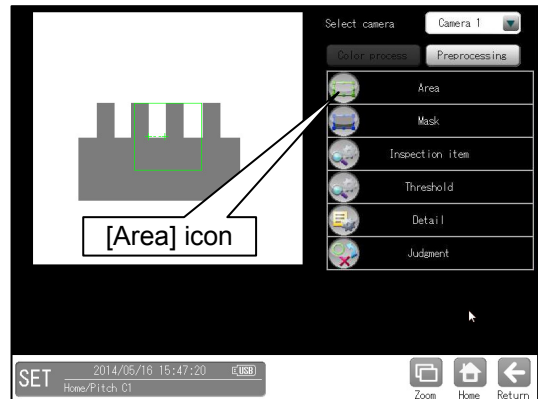 Select camera Camera 1
Color process Preprocessing
Area
Mask
Inspection item
Threshold
[Area] icon
Detail
Judgment
SET 2014/05/16 15:47:20 USB
Home/Pitch C1
Zoom Home Return